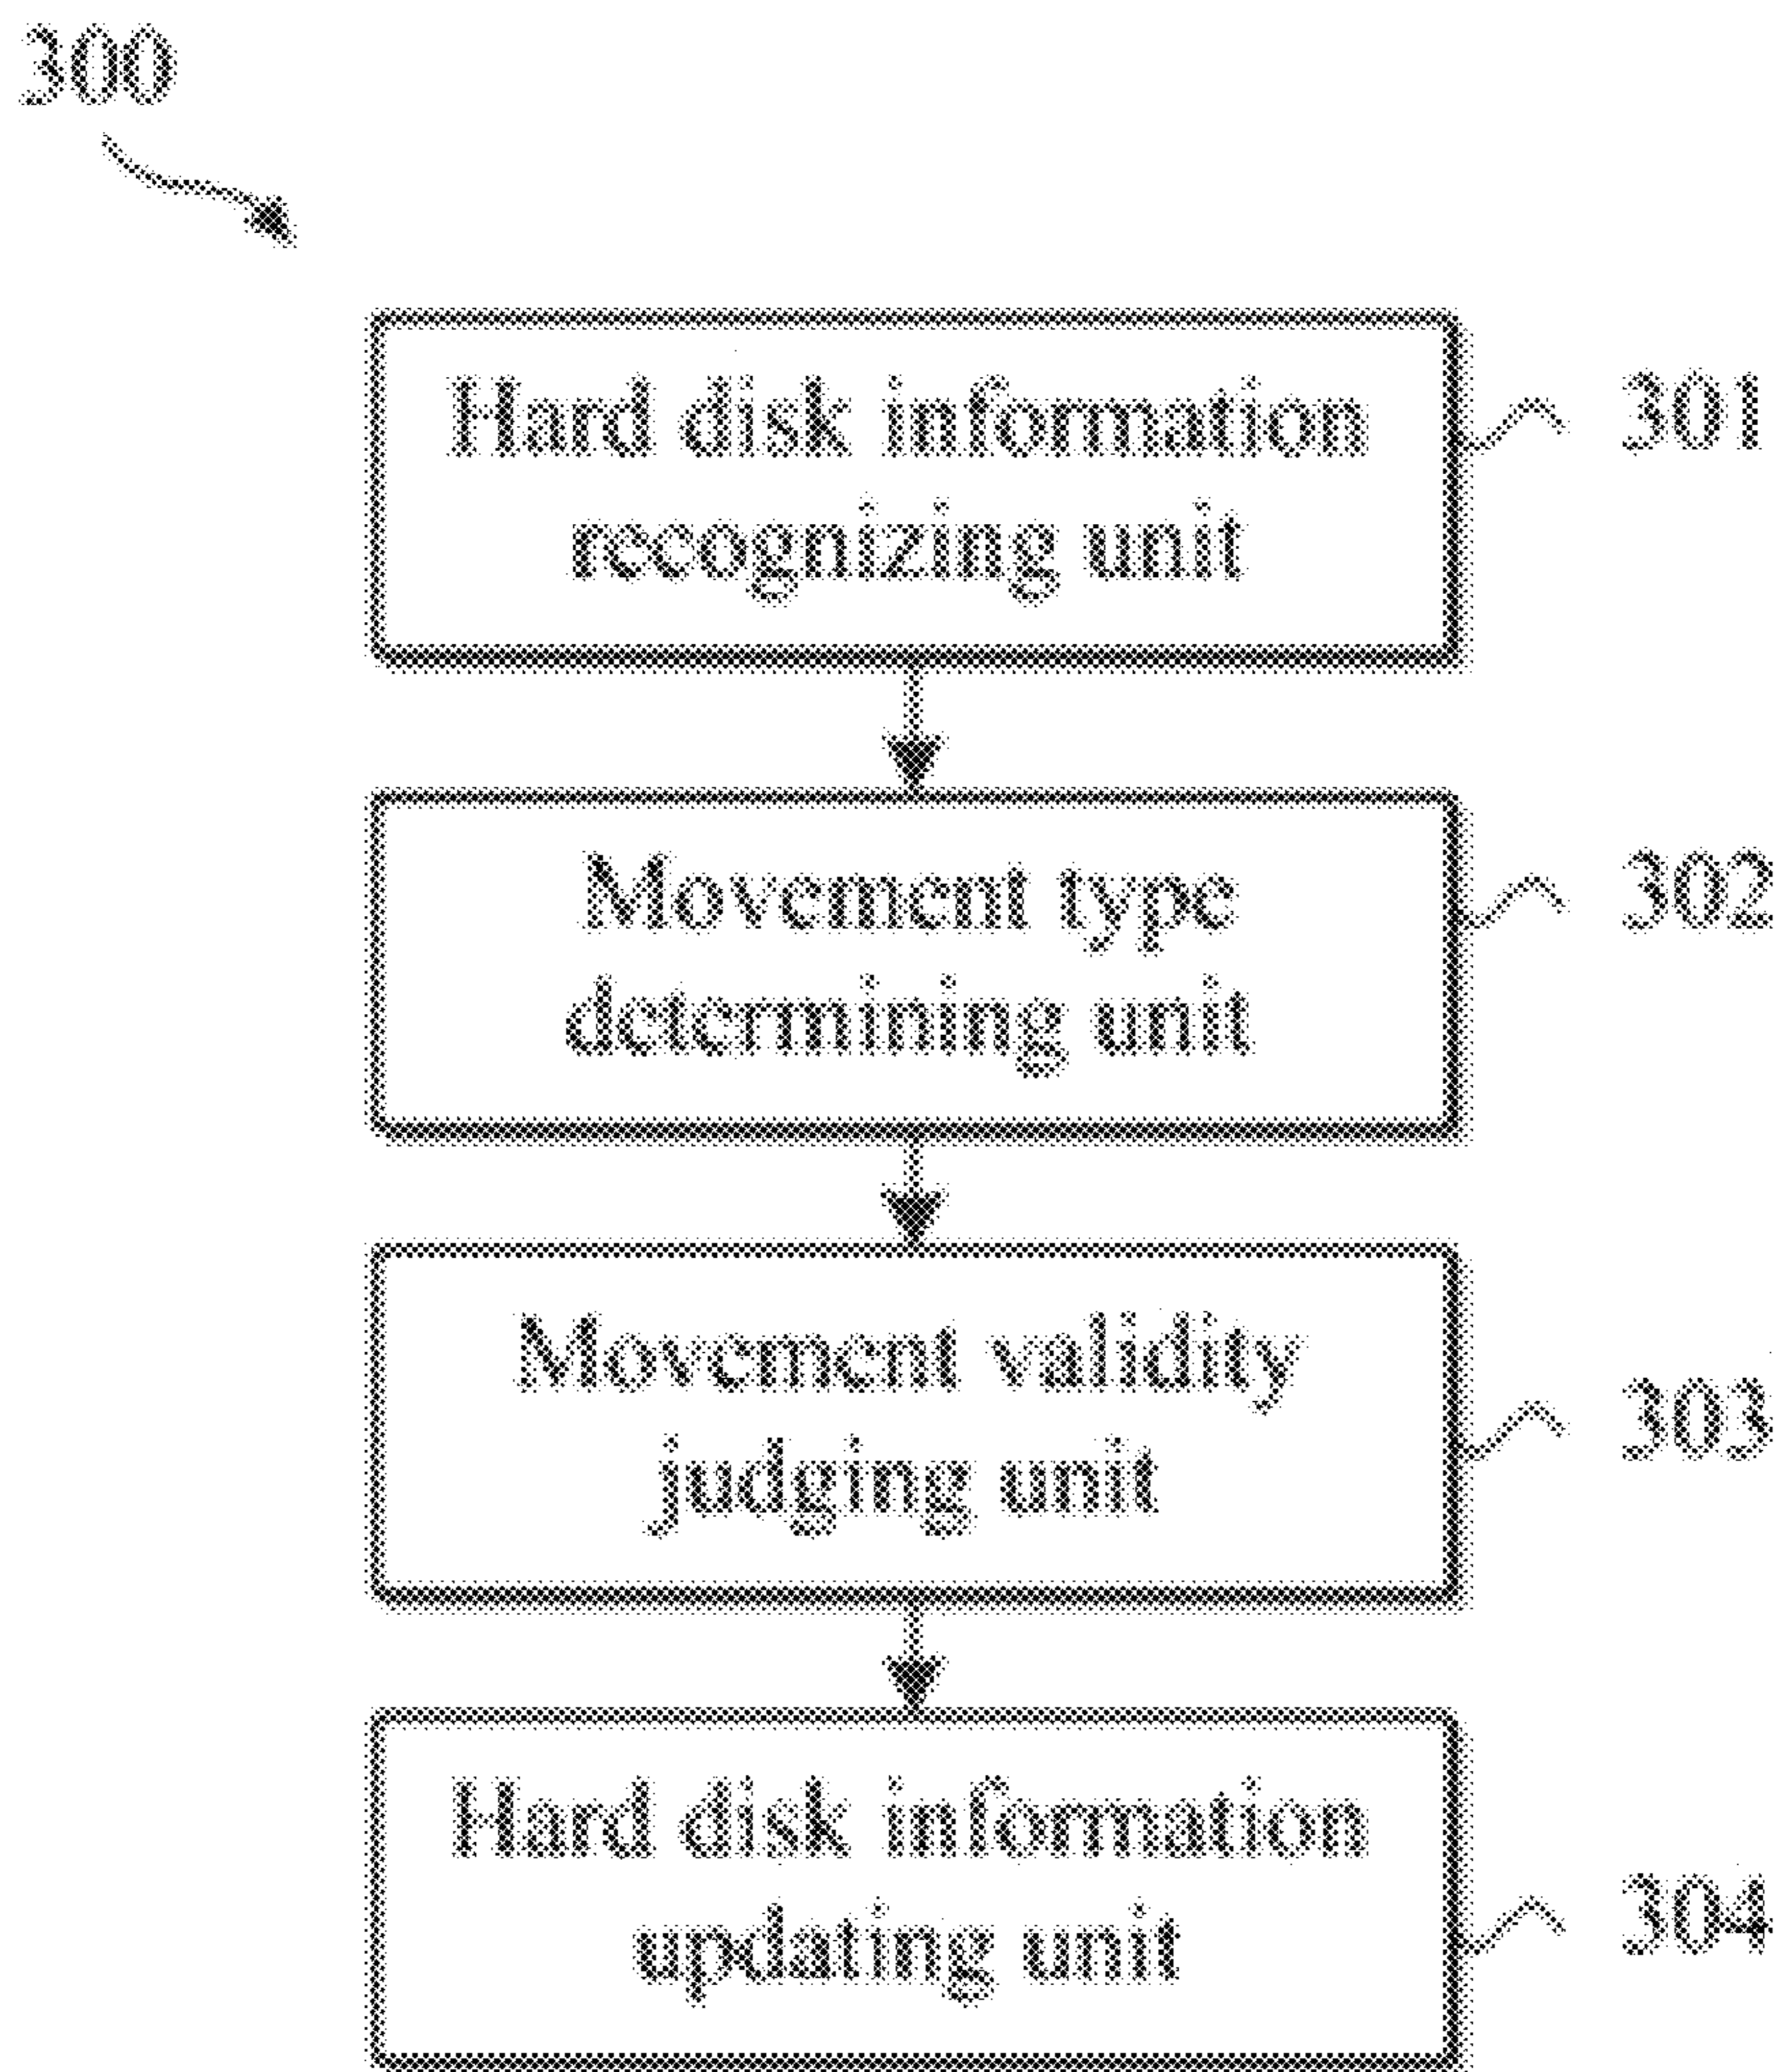 300
Hard disk information
recognizing unit
301
Movement type
determining unit
302
Movement validity
judging unit
303
Hard disk information
updating unit
304